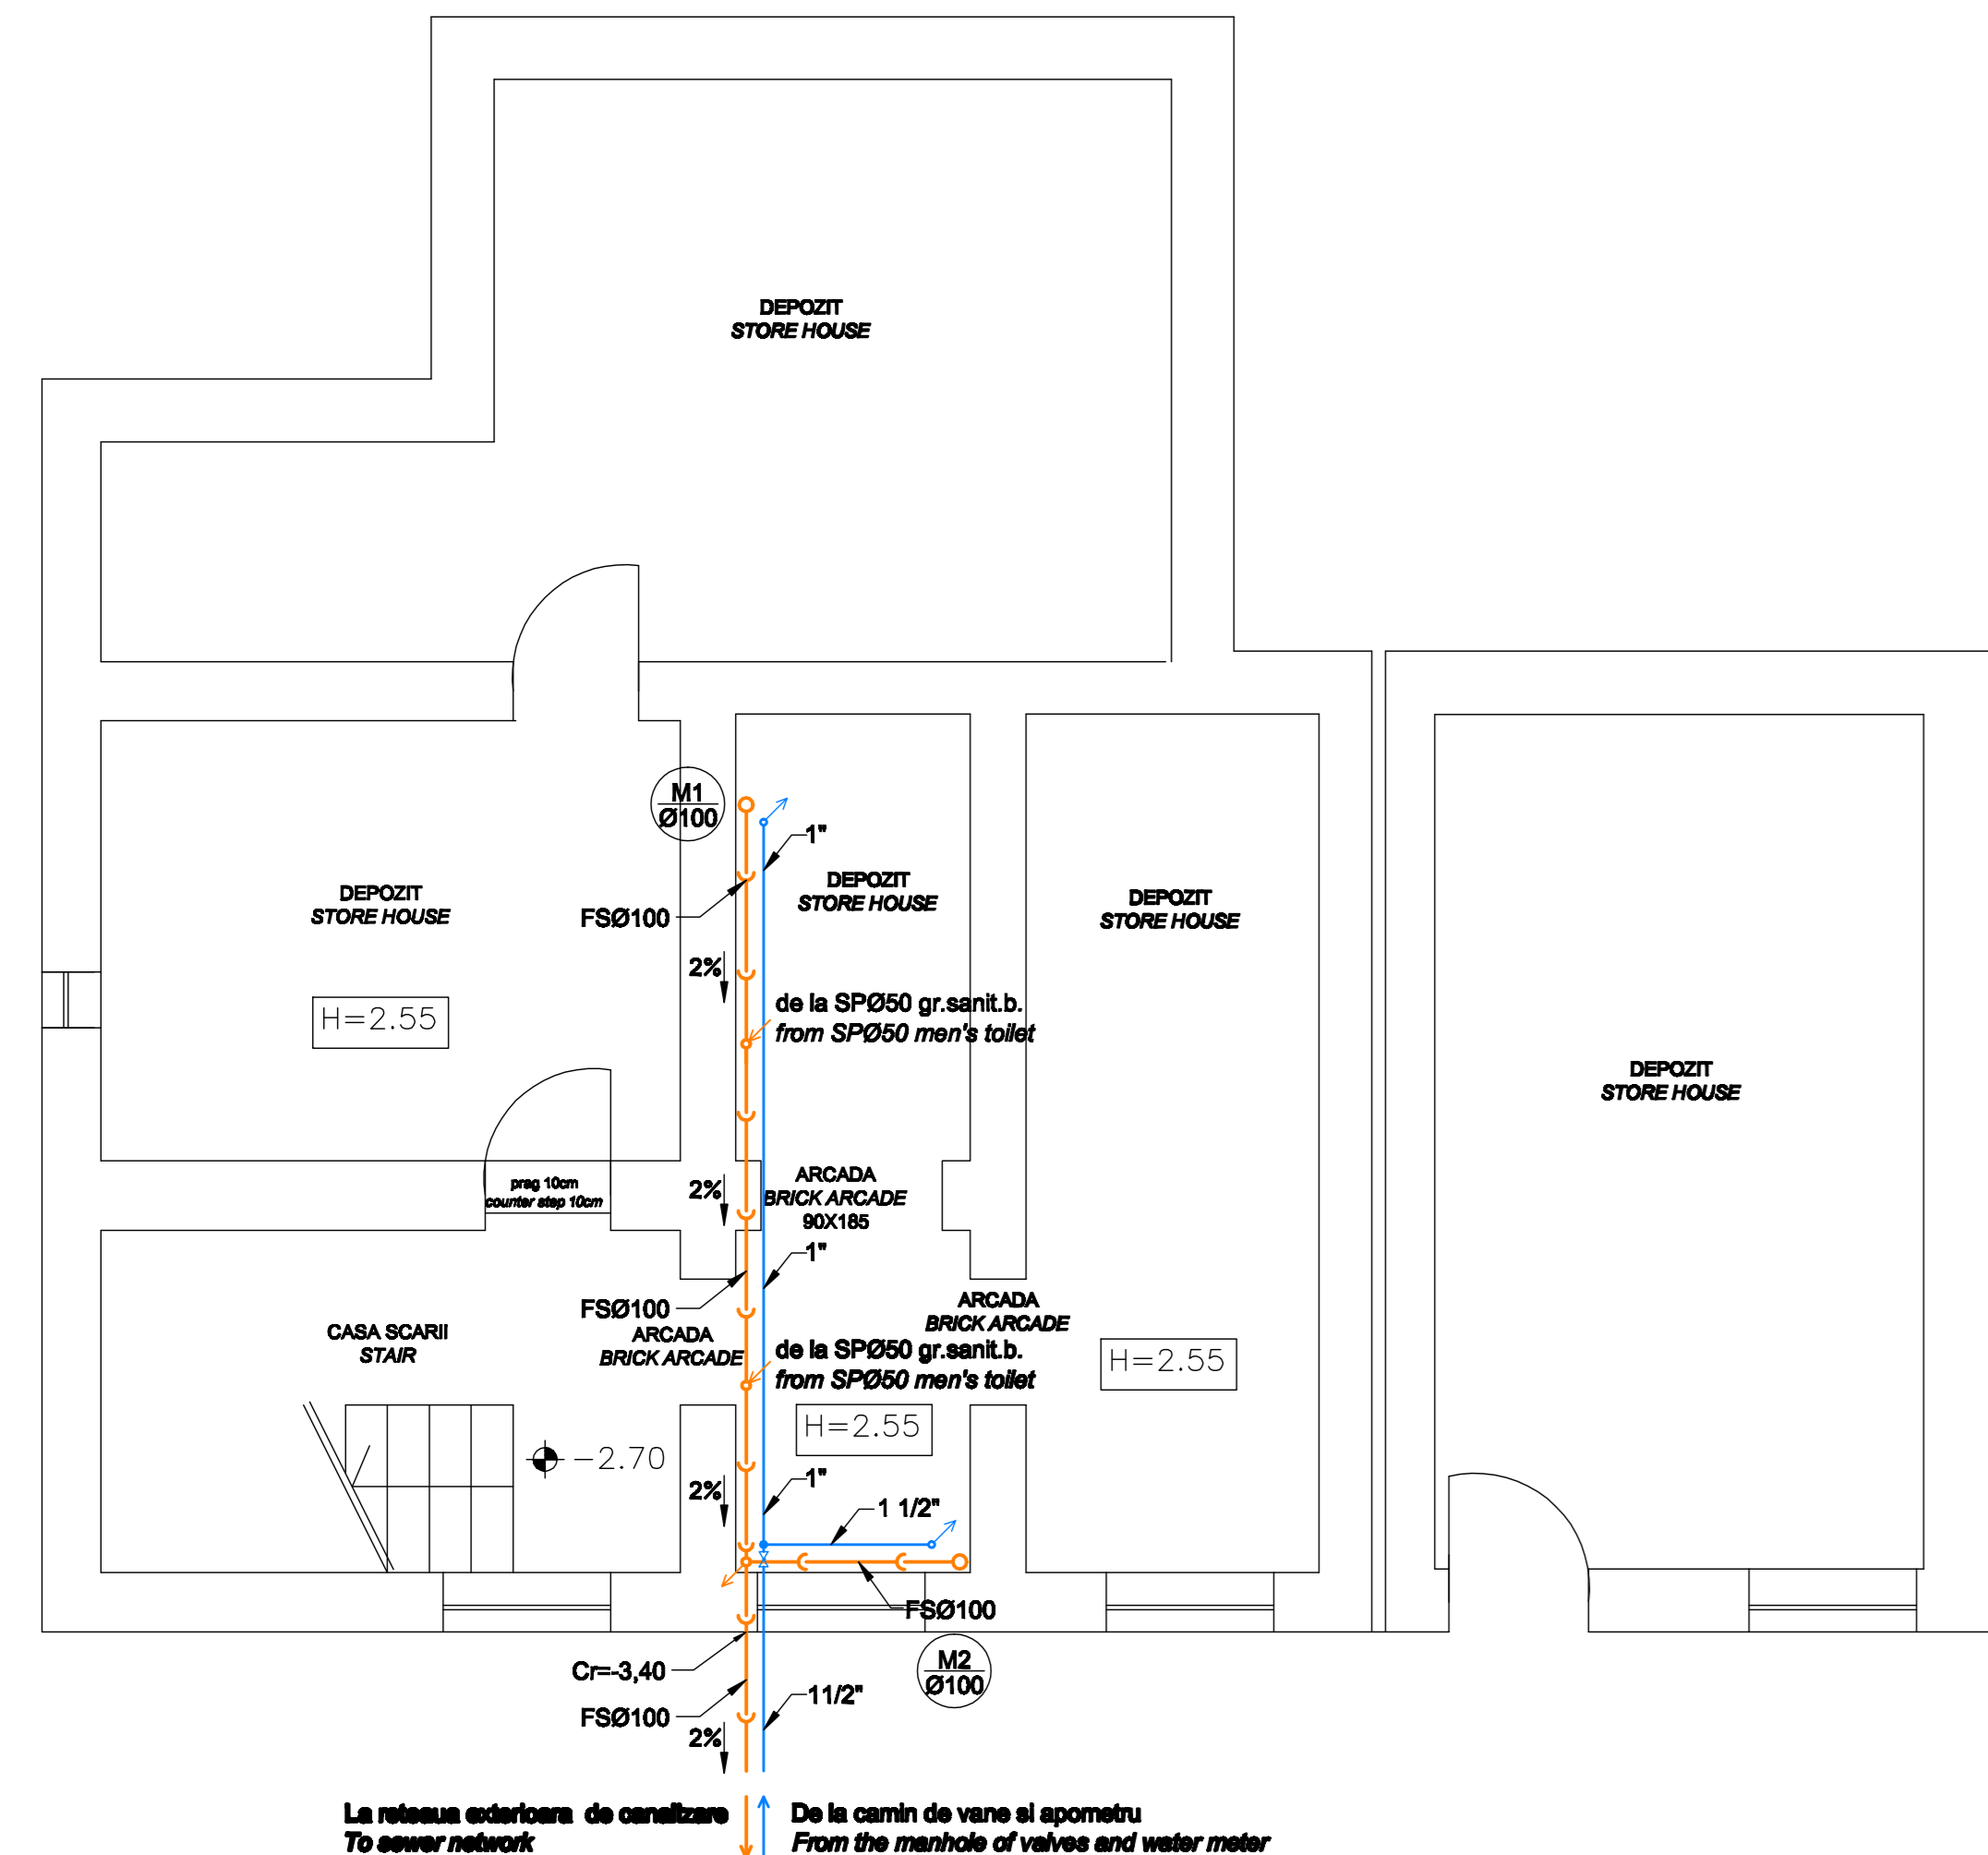 DEPOZIT
STORE HOUSE
M1
Ø100
1"
DEPOZIT
STORE HOUSE
FSØ100
DEPOZIT
STORE HOUSE
DEPOZIT
STORE HOUSE
2%
de la SPØ50 gr.sanit.b.
from SPØ50 men's toilet
H=2.55
DEPOZIT
STORE HOUSE
prag 10cm
counter step 10cm
2%
ARCADA
BRICK ARCADE
90X185
1"
FSØ100
ARCADA
BRICK ARCADE
ARCADA
BRICK ARCADE
CASA SCARII
STAIR
de la SPØ50 gr.sanit.b.
from SPØ50 men's toilet
H=2.55
H=2.55
-2.70
2%
1"
1 1/2"
FSØ100
M2
Ø100
Cr=-3,40
FSØ100
11/2"
2%
La reteaua exterioara de canalizare
To sewer network
De la camin de vane si apometru
From the manhole of valves and water meter